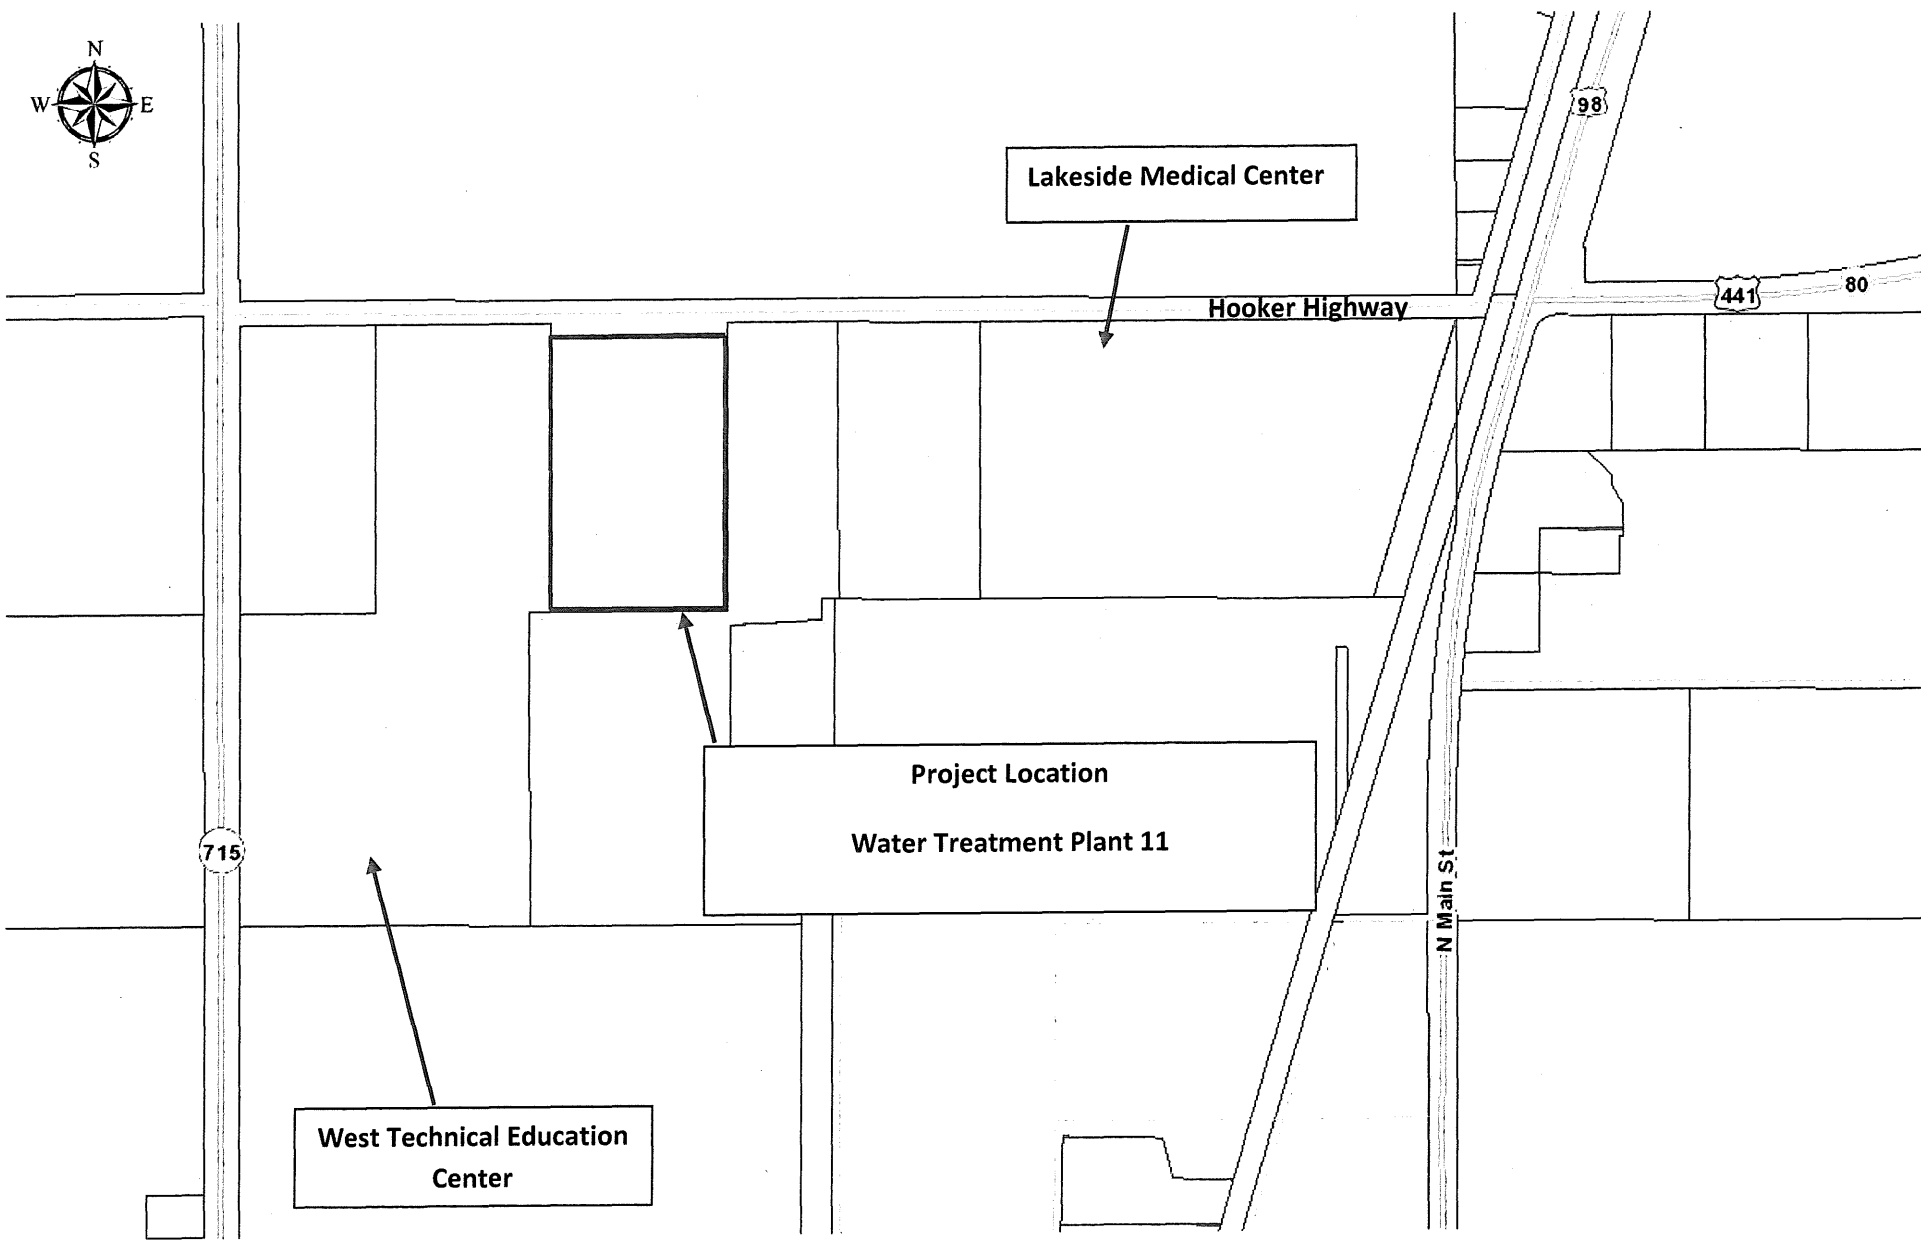 N
W E
S
98
Lakeside Medical Center
441
80
Hooker Highway
Project Location
Water Treatment Plant 11
715
N Main St
West Technical Education
Center